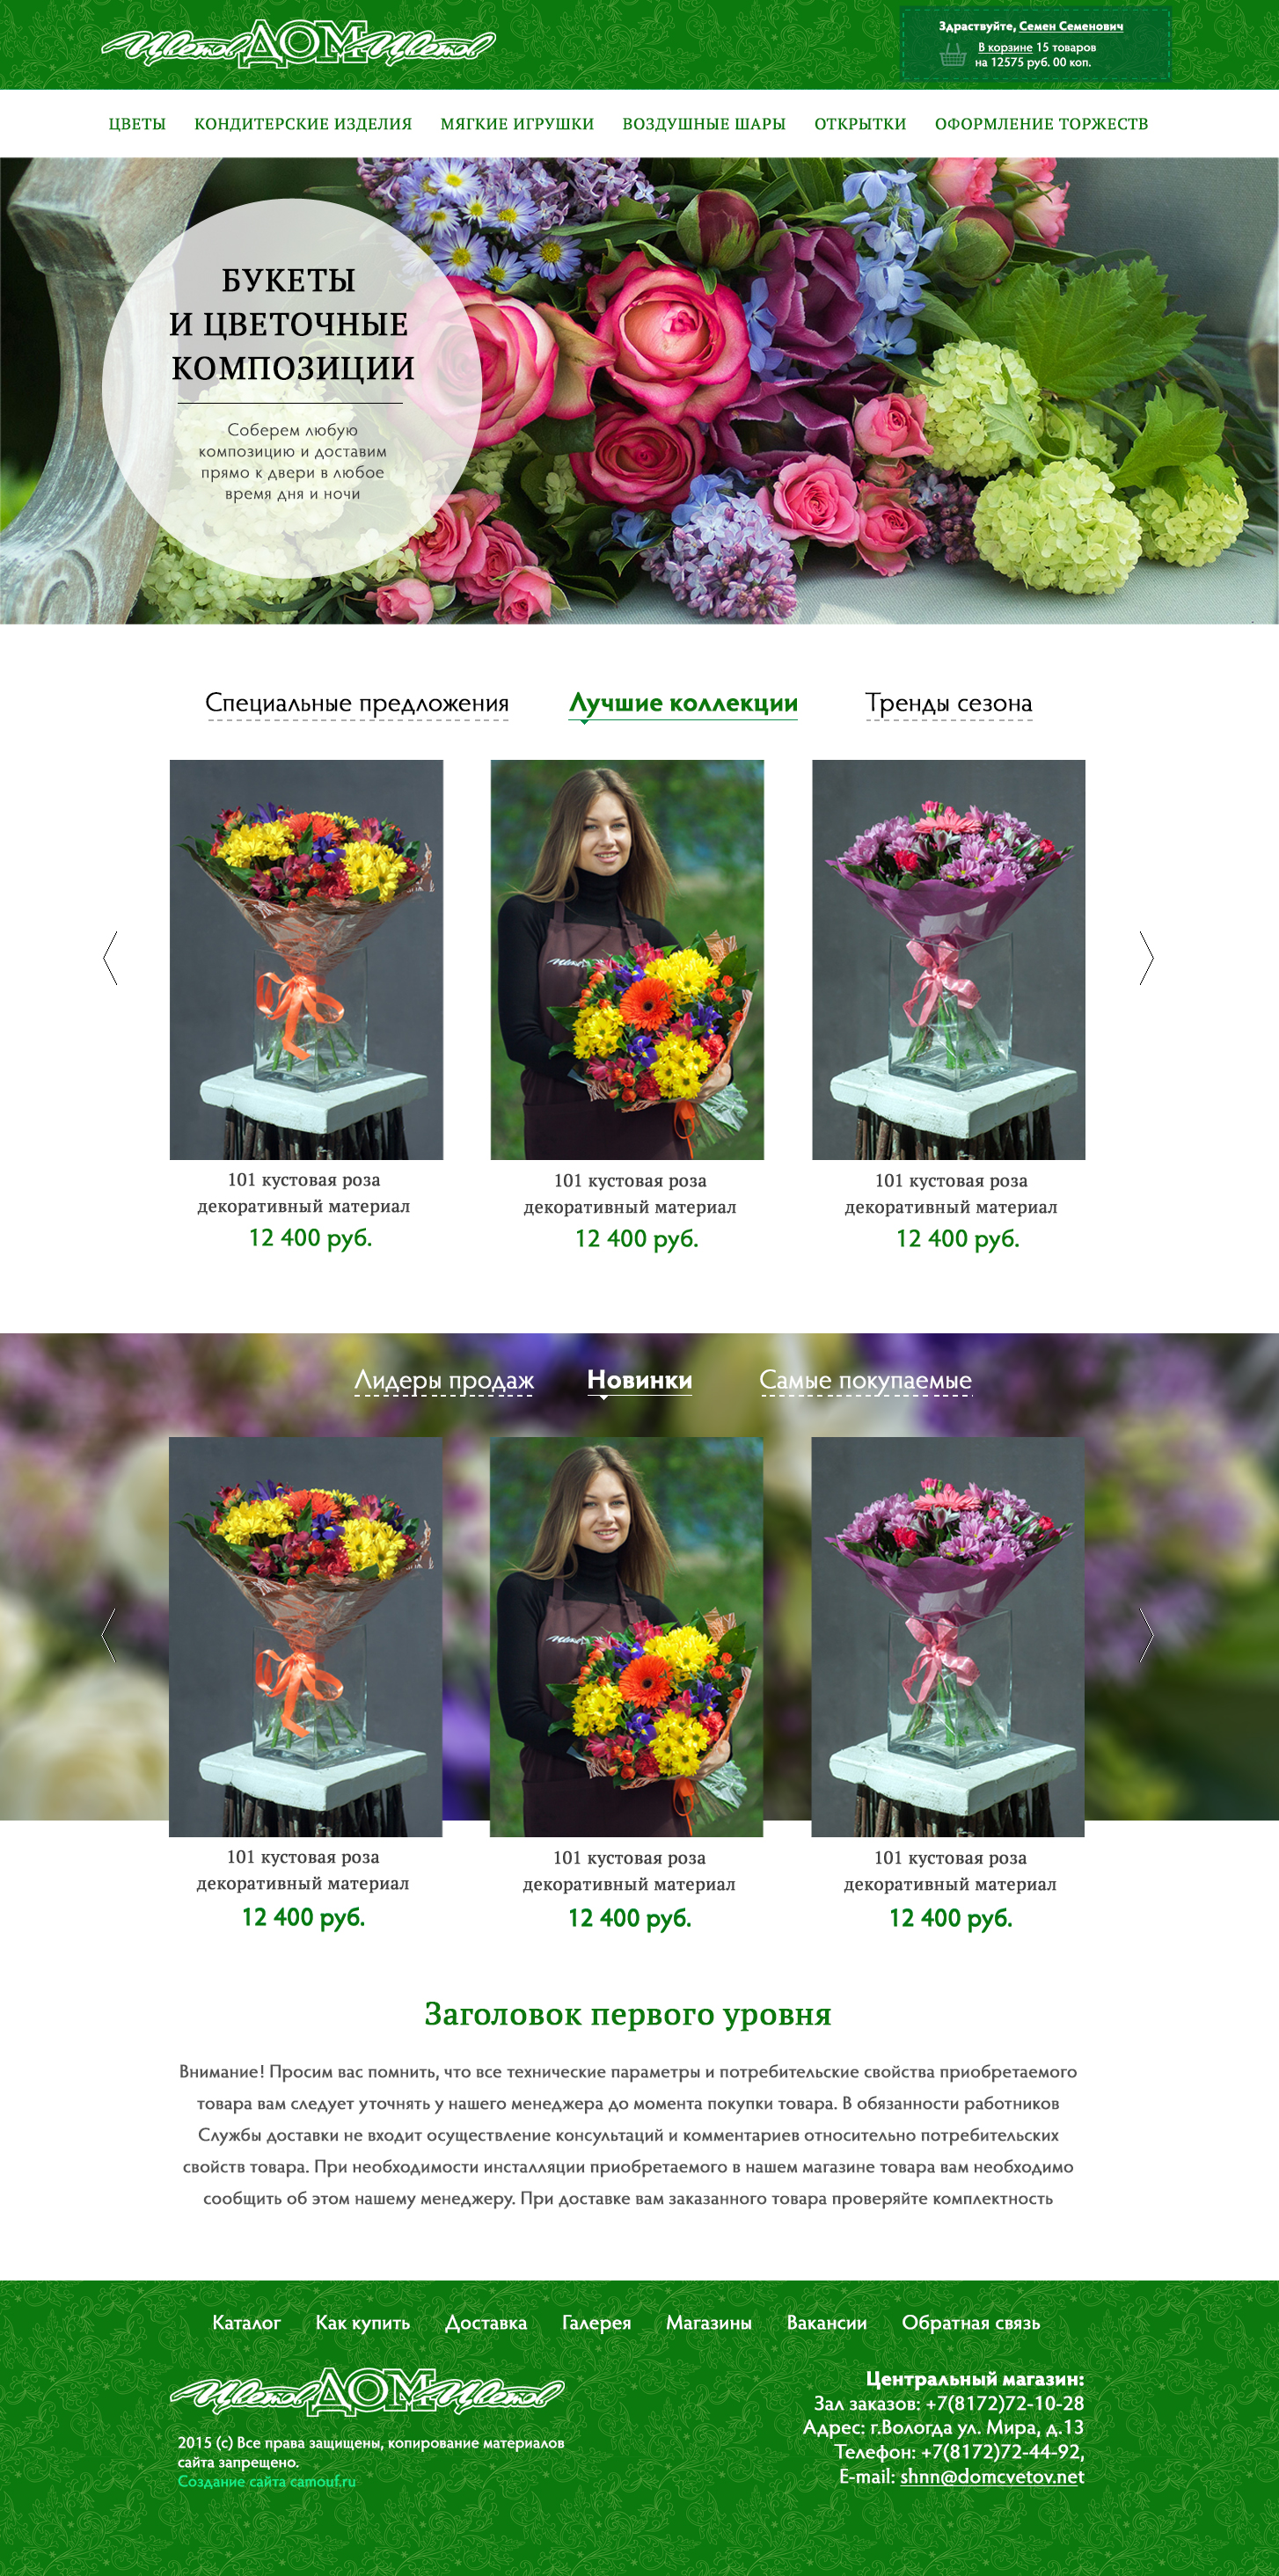 Цветов ДОМ Цветов
Здраствуйте, Семен Семенович
В корзине 15 товаров
на 12575 руб. 00 коп.
ЦВЕТЫ КОНДИТЕРСКИЕ ИЗДЕЛИЯ МЯГКИЕ ИГРУШКИ ВОЗДУШНЫЕ ШАРЫ ОТКРЫТКИ ОФОРМЛЕНИЕ ТОРЖЕСТВ
БУКЕТЫ
И ЦВЕТОЧНЫЕ
КОМПОЗИЦИИ
Соберем любую
композицию и доставим
прямо к двери в любое
время дня и ночи
Специальные предложения Лучшие коллекции Тренды сезона
101 кустовая роза
декоративный материал
12 400 руб.
101 кустовая роза
декоративный материал
12 400 руб.
101 кустовая роза
декоративный материал
12 400 руб.
Лидеры продаж Новинки Самые покупаемые
101 кустовая роза
декоративный материал
12 400 руб.
101 кустовая роза
декоративный материал
12 400 руб.
101 кустовая роза
декоративный материал
12 400 руб.
Заголовок первого уровня
Внимание! Просим вас помнить, что все технические параметры и потребительские свойства приобретаемого
товара вам следует уточнять у нашего менеджера до момента покупки товара. В обязанности работников
Службы доставки не входит осуществление консультаций и комментариев относительно потребительских
свойств товара. При необходимости инсталляции приобретаемого в нашем магазине товара вам необходимо
сообщить об этом нашему менеджеру. При доставке вам заказанного товара проверяйте комплектность
Каталог Как купить Доставка Галерея Магазины Вакансии Обратная связь
Цветов ДОМ Цветов
2015 (c) Все права защищены, копирование материалов
сайта запрещено.
Создание сайта camouf.ru
Центральный магазин:
Зал заказов: +7(8172)72-10-28
Адрес: г.Вологда ул. Мира, д.13
Телефон: +7(8172)72-44-92,
E-mail: shnn@domcvetov.net